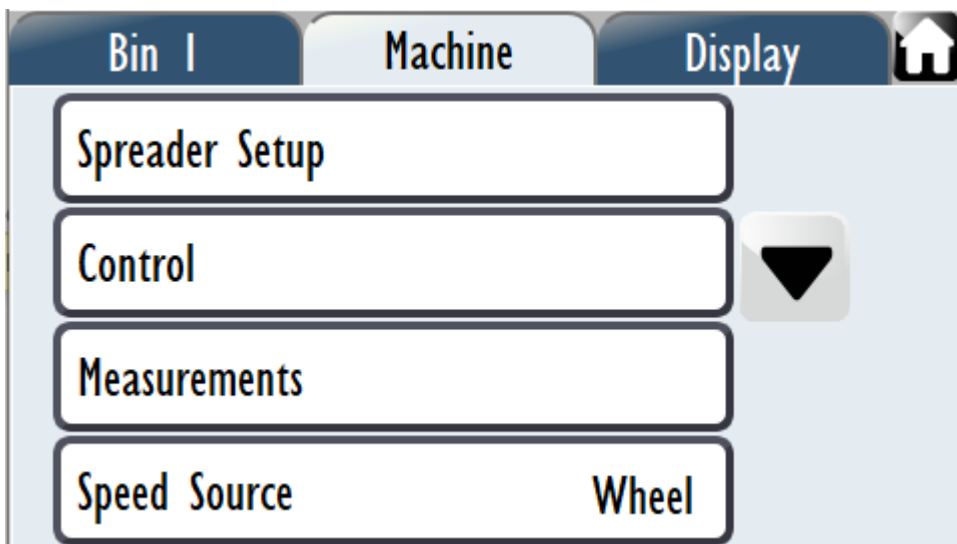 Bin 1
Machine
Display
Spreader Setup
Control
Measurements
Speed Source Wheel